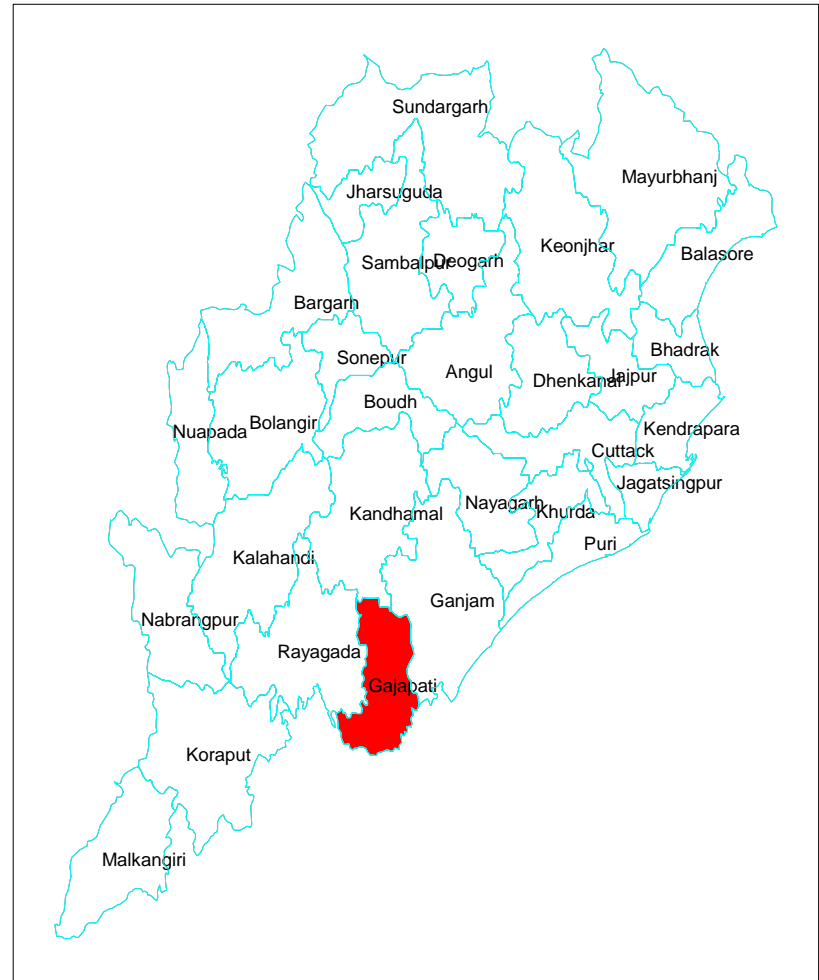 Sundargarh
Mayurbhanj
Jharsuguda
Keonjhar
Balasore
Sambalpur
Deogarh
Bargarh
Bhadrak
Sonepur
Angul
Dhenkanal
Jajpur
Boudh
Bolangir
Nuapada
Kendrapara
Cuttack
Jagatsingpur
Nayagarh
Khurda
Kandhamal
Puri
Kalahandi
Ganjam
Nabrangpur
Rayagada
Gajapati
Koraput
Malkangiri